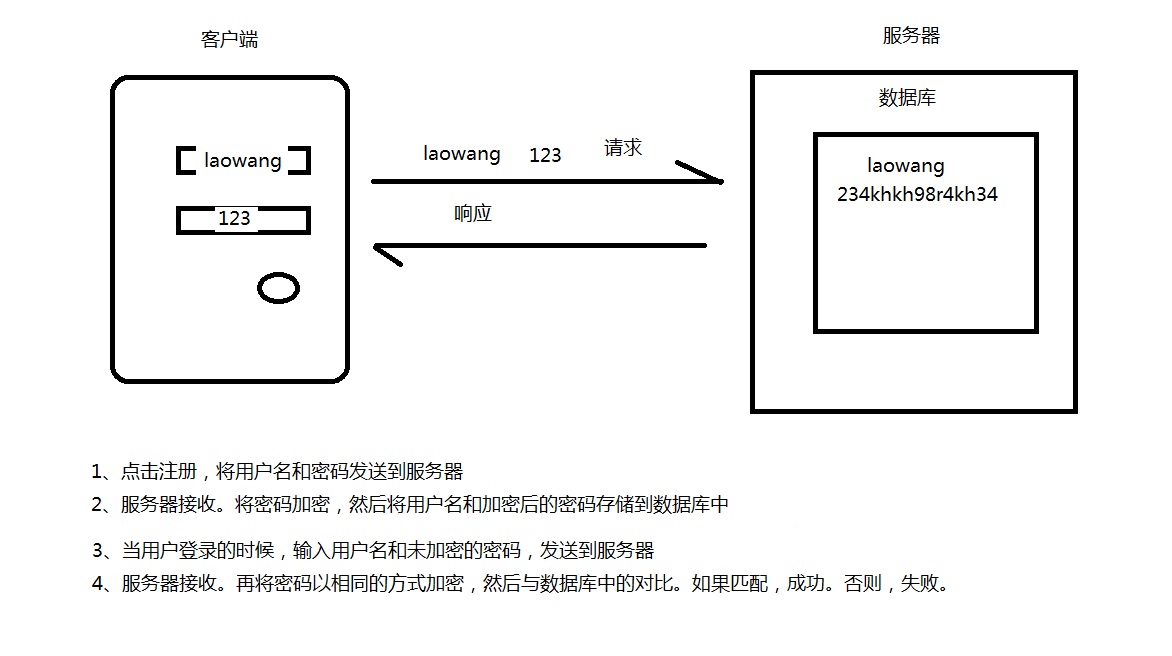 客户端
服务器
数据库
laowang
123
laowang 123 请求
响应
laowang
234khkh98r4kh34
1、点击注册，将用户名和密码发送到服务器
2、服务器接收。将密码加密，然后将用户名和加密后的密码存储到数据库中
3、当用户登录的时候，输入用户名和未加密的密码，发送到服务器
4、服务器接收。再将密码以相同的方式加密，然后与数据库中的对比。如果匹配，成功。否则，失败。